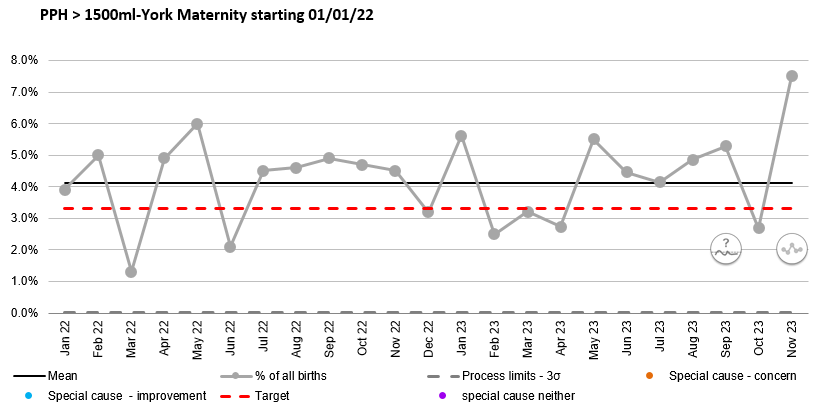 PPH > 1500ml-York Maternity starting 01/01/22
8.0%
7.0%
6.0%
5.0%
4.0%
3.0%
2.0%
1.0%
0.0%
?
Jan 22 Feb 22 Mar 22 Apr 22 May 22 Jun 22 Jul 22 Aug 22 Sep 22 Oct 22 Nov 22 Dec 22 Jan 23 Feb 23 Mar 23 Apr 23 May 23 Jun 23 Jul 23 Aug 23 Sep 23 Oct 23 Nov 23
Mean % of all births Process limits - 3σ Special cause - concern
Special cause - improvement Target special cause neither